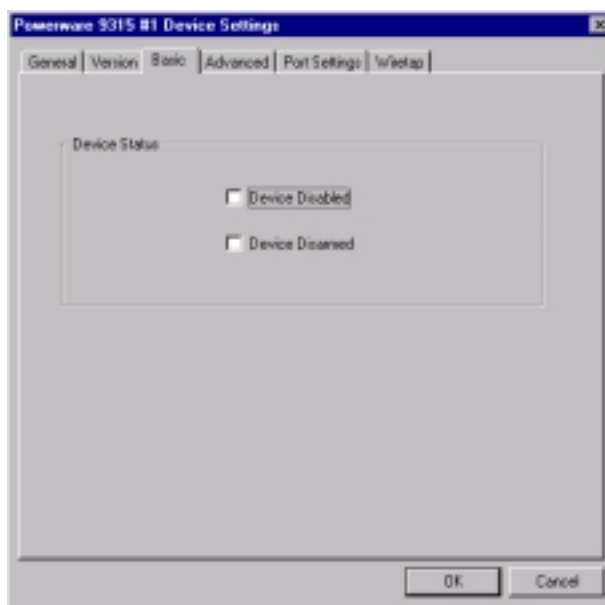 Powerware 9315 #1 Device Settings
General Version Basic Advanced Port Settings Wiretap
Device Status
Device Disabled
Device Disarmed
OK Cancel